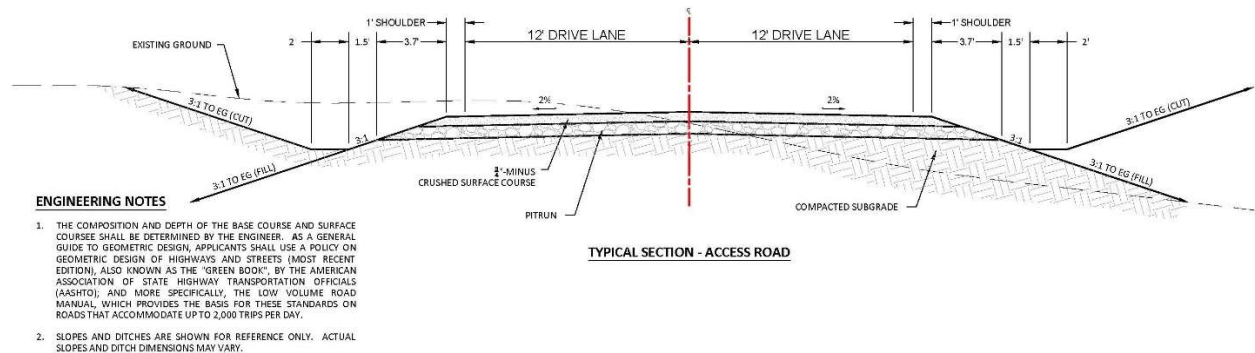 ℄
1' SHOULDER
1' SHOULDER
EXISTING GROUND
2
1.5'
3.7'
12' DRIVE LANE
12' DRIVE LANE
3.7'
1.5'
2'
3:1 TO EG (CUT)
2%
2%
3:1 TO EG (CUT)
3:1
3:1
3:1 TO EG (FILL)
3:1 TO EG (FILL)
¾"-MINUS
CRUSHED SURFACE COURSE
PITRUN
COMPACTED SUBGRADE
TYPICAL SECTION - ACCESS ROAD
ENGINEERING NOTES
1. THE COMPOSITION AND DEPTH OF THE BASE COURSE AND SURFACE
COURSEE SHALL BE DETERMINED BY THE ENGINEER. AS A GENERAL
GUIDE TO GEOMETRIC DESIGN, APPLICANTS SHALL USE A POLICY ON
GEOMETRIC DESIGN OF HIGHWAYS AND STREETS (MOST RECENT
EDITION), ALSO KNOWN AS THE "GREEN BOOK", BY THE AMERICAN
ASSOCIATION OF STATE HIGHWAY TRANSPORTATION OFFICIALS
(AASHTO); AND MORE SPECIFICALLY, THE LOW VOLUME ROAD
MANUAL, WHICH PROVIDES THE BASIS FOR THESE STANDARDS ON
ROADS THAT ACCOMMODATE UP TO 2,000 TRIPS PER DAY.
2. SLOPES AND DITCHES ARE SHOWN FOR REFERENCE ONLY. ACTUAL
SLOPES AND DITCH DIMENSIONS MAY VARY.